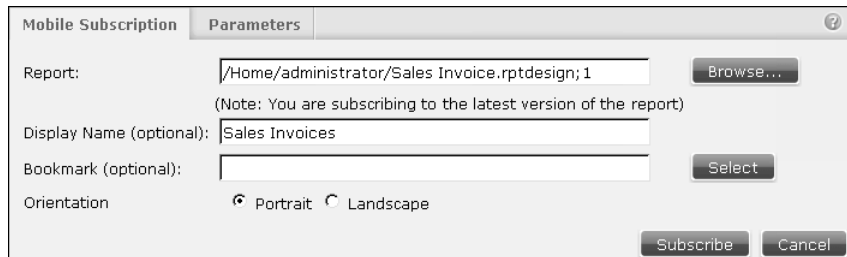 Mobile Subscription Parameters ?
Report: /Home/administrator/Sales Invoice.rptdesign;1 Browse...
(Note: You are subscribing to the latest version of the report)
Display Name (optional): Sales Invoices
Bookmark (optional): Select
Orientation Portrait Landscape
Subscribe Cancel